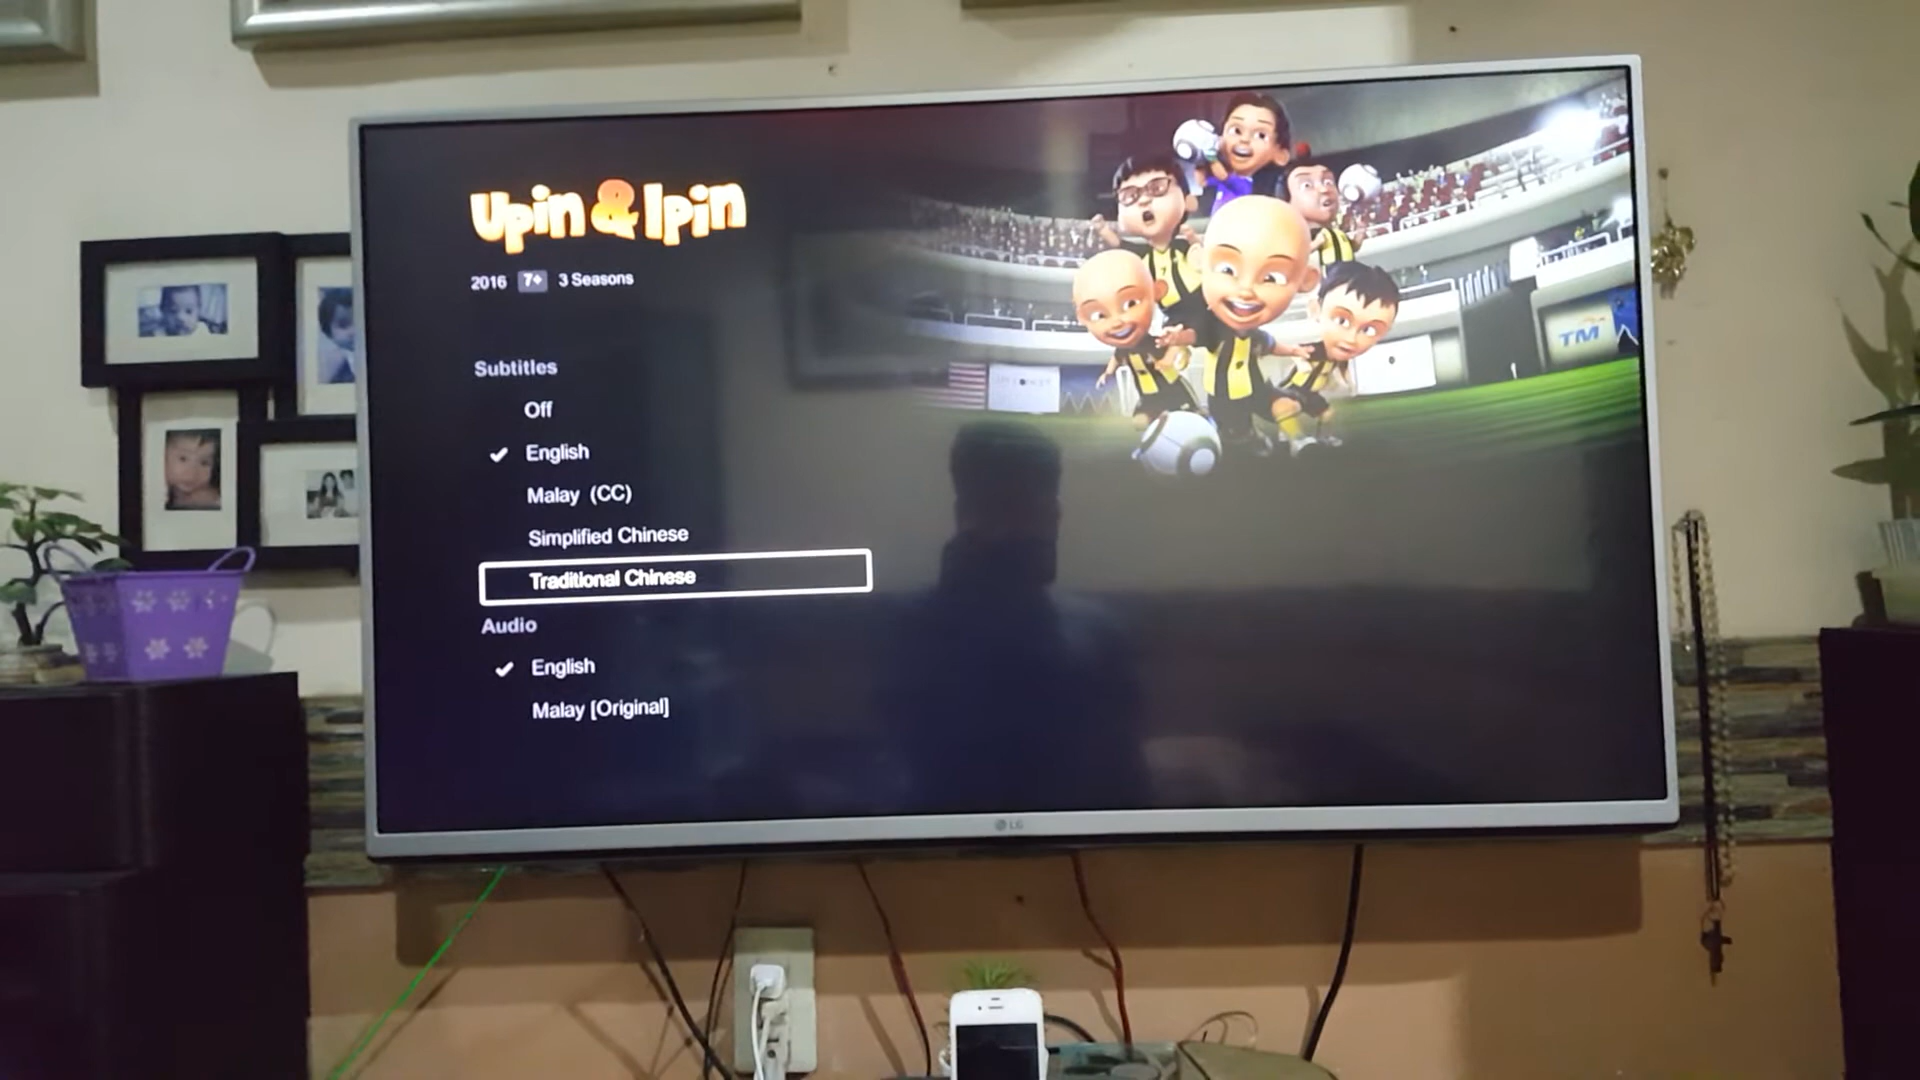 Upin & Ipin
2016 7+ 3 Seasons
Subtitles
Off
English
Malay (CC)
Simplified Chinese
Traditional Chinese
Audio
English
Malay [Original]
TM
LG